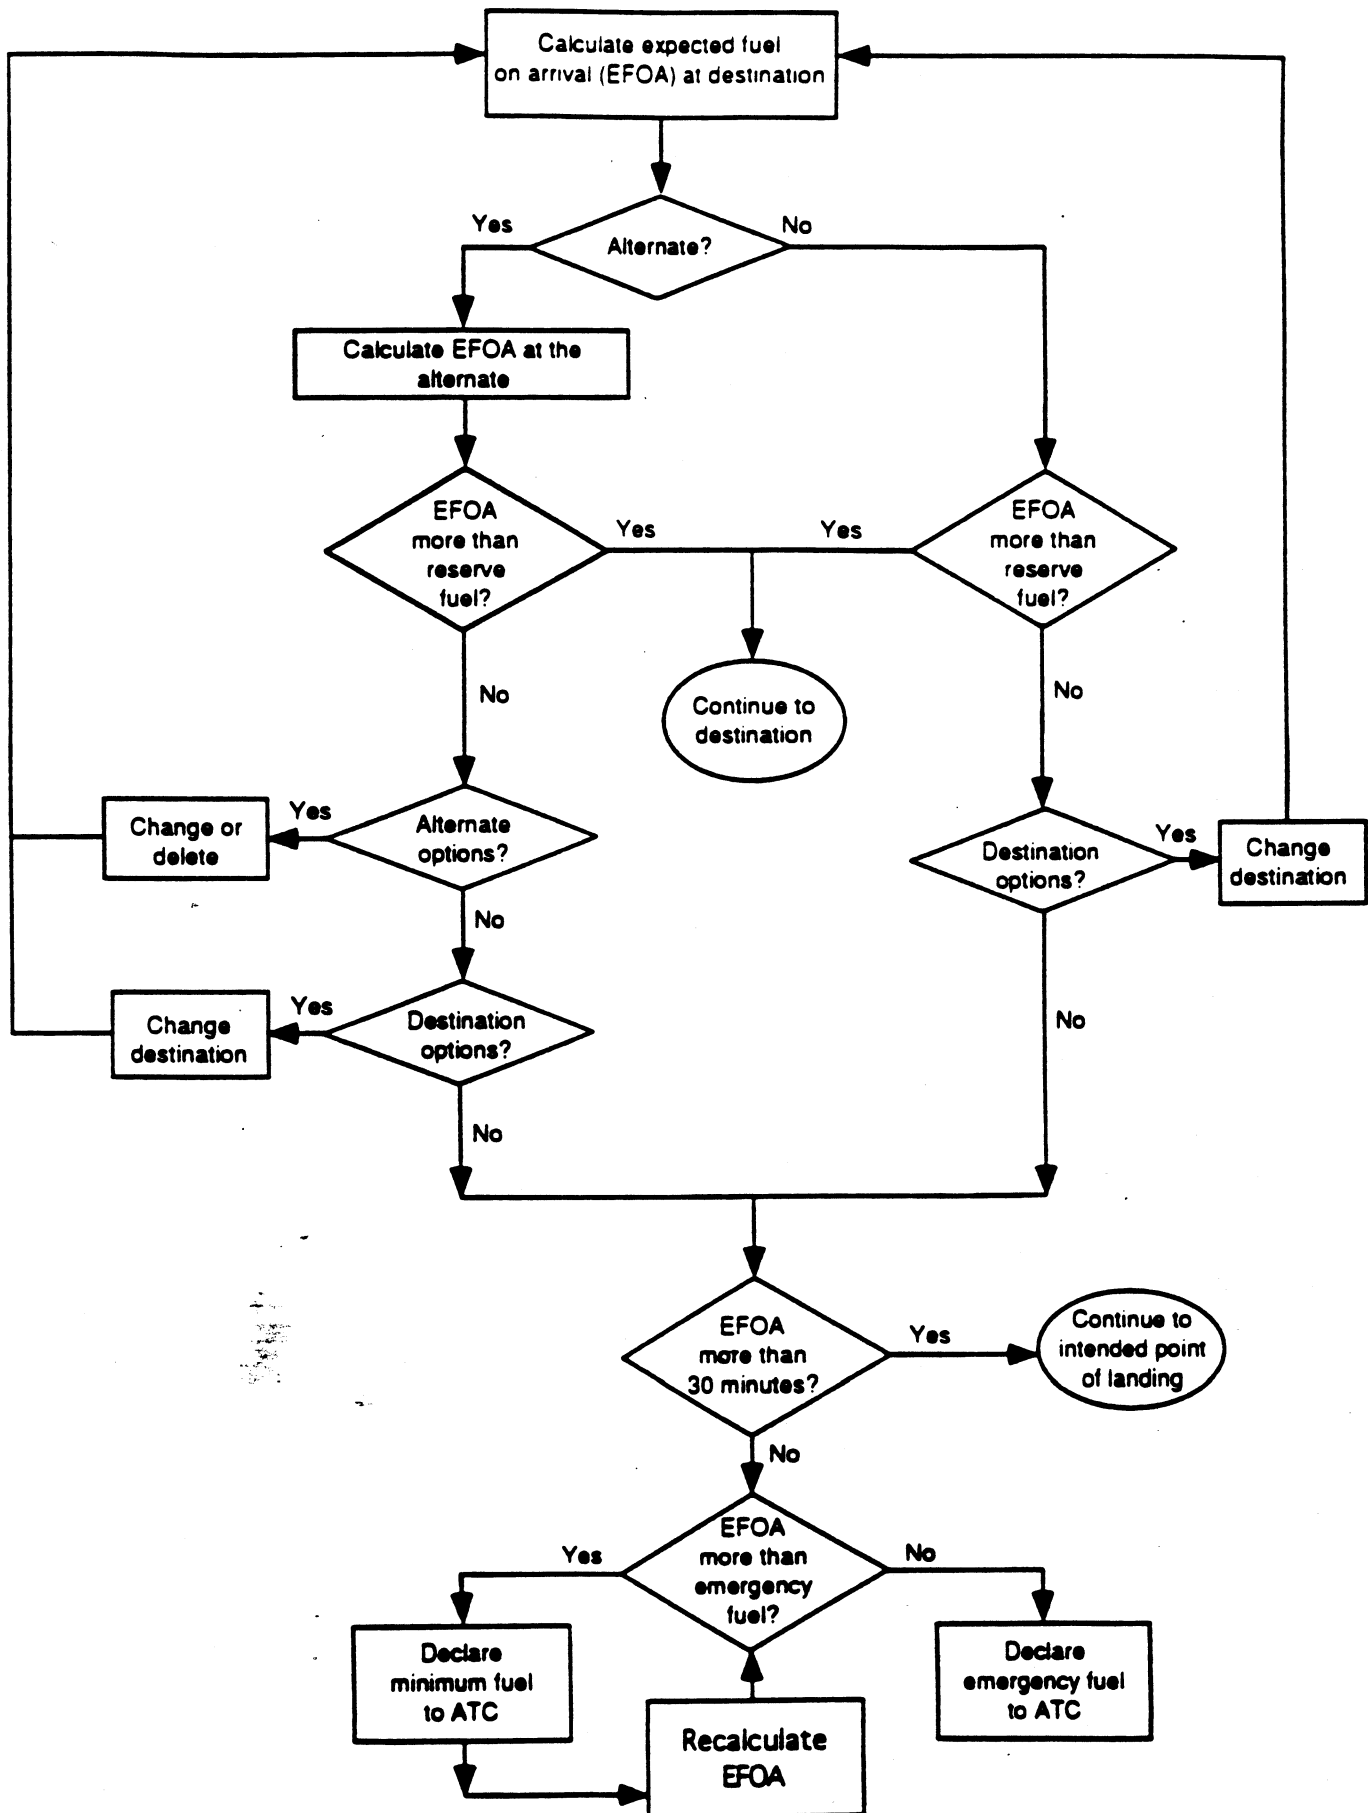 Calculate expected fuel
on arrival (EFOA) at destination
Yes
No
Alternate?
Calculate EFOA at the
alternate
EFOA
more than
reserve
fuel?
Yes
Yes
EFOA
more than
reserve
fuel?
No
Continue to
destination
No
Change or
delete
Yes
Alternate
options?
Destination
options?
Yes
Change
destination
No
Change
destination
Yes
Destination
options?
No
No
EFOA
more than
30 minutes?
Yes
Continue to
intended point
of landing
No
EFOA
more than
emergency
fuel?
Yes
No
Declare
minimum fuel
to ATC
Declare
emergency fuel
to ATC
Recalculate
EFOA